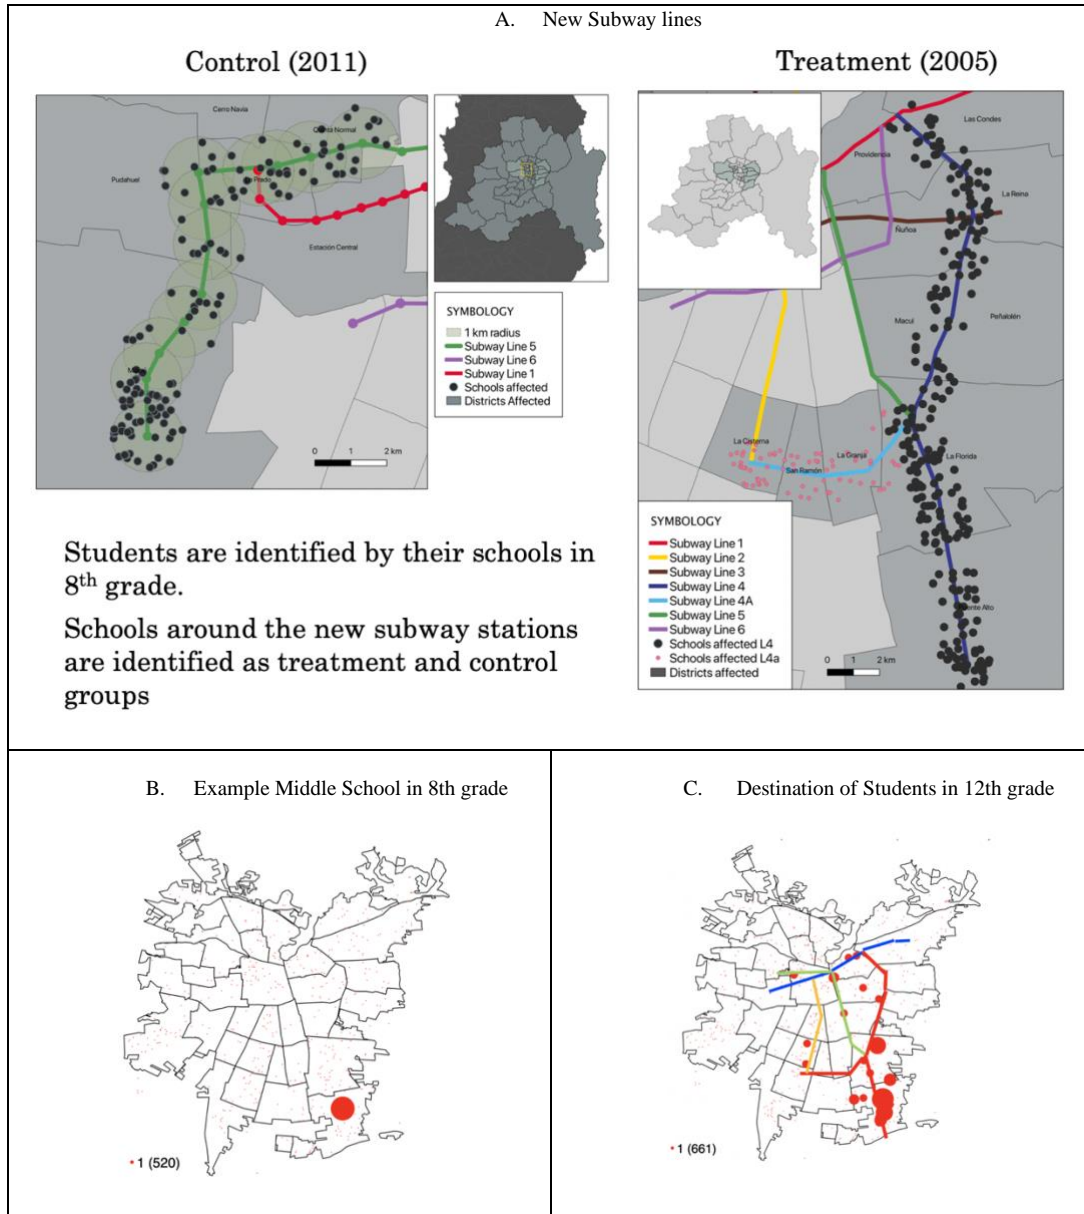 A. New Subway lines
Control (2011)
Treatment (2005)
Cerro Navia
Quinta Normal
Pudahuel
Prado
Estación Central
0 1 2 km
SYMBOLOGY
1 km radius
Subway Line 5
Subway Line 6
Subway Line 1
Schools affected
Districts Affected
Las Condes
Providencia
La Reina
Ñuñoa
Macul
Peñalolén
La Cisterna
La Granja
San Ramón
La Florida
Puente Alto
0 1 2 km
SYMBOLOGY
Subway Line 1
Subway Line 2
Subway Line 3
Subway Line 4
Subway Line 4A
Subway Line 5
Subway Line 6
Schools affected L4
Schools affected L4a
Districts affected
Students are identified by their schools in
8th grade.
Schools around the new subway stations
are identified as treatment and control
groups
B. Example Middle School in 8th grade
1 (520)
C. Destination of Students in 12th grade
1 (661)